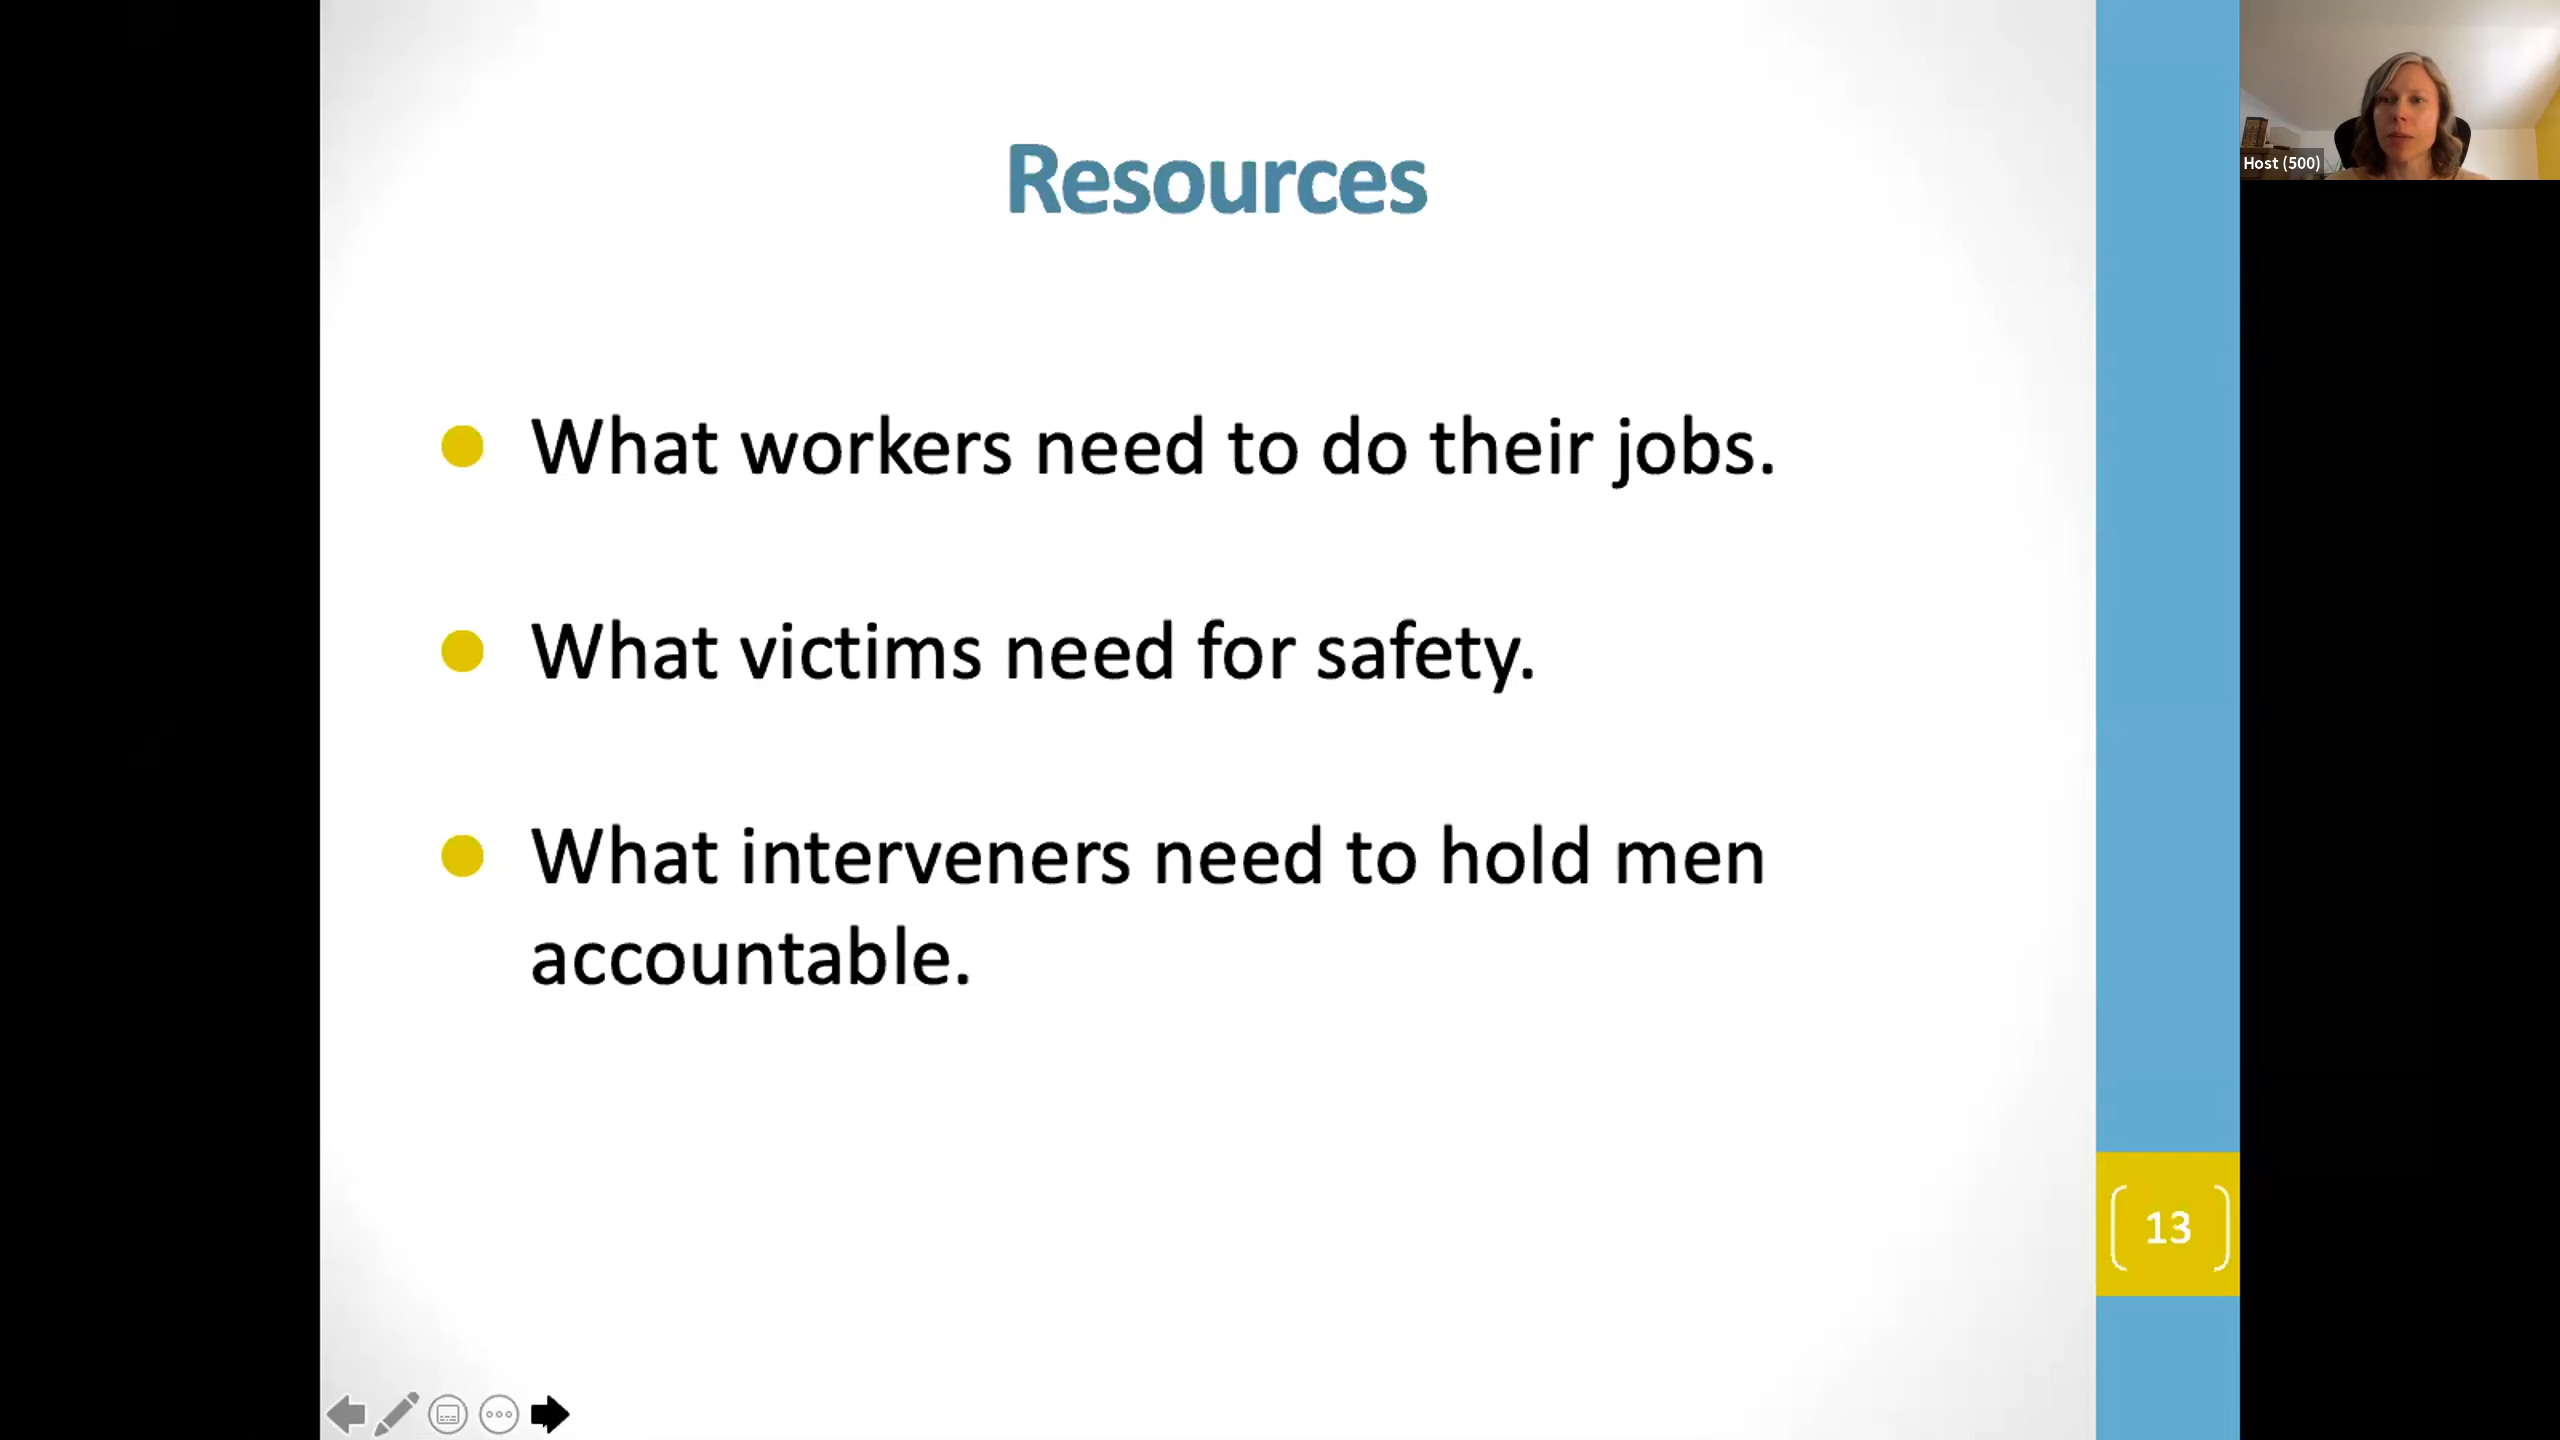 Resources
What workers need to do their jobs.
What victims need for safety.
What interveners need to hold men
accountable.
13
Host (500)